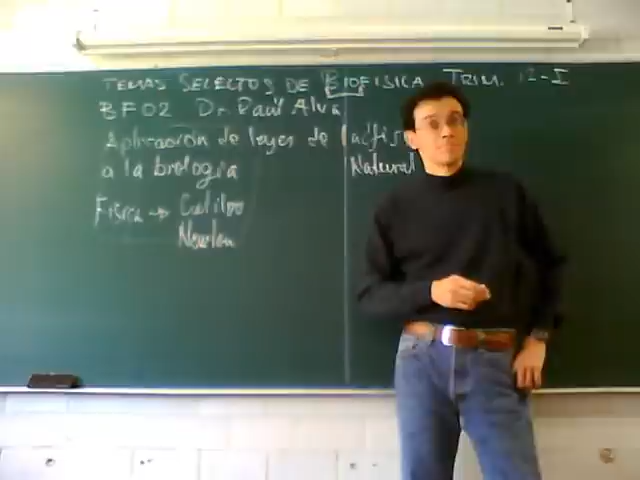 TEMAS SELECTOS DE BIOFISICA TRIM. 12-I
BF02 Dr. Raúl Alva
Aplicación de leyes de la
a la biología
Natural
Física → Galileo
Newton